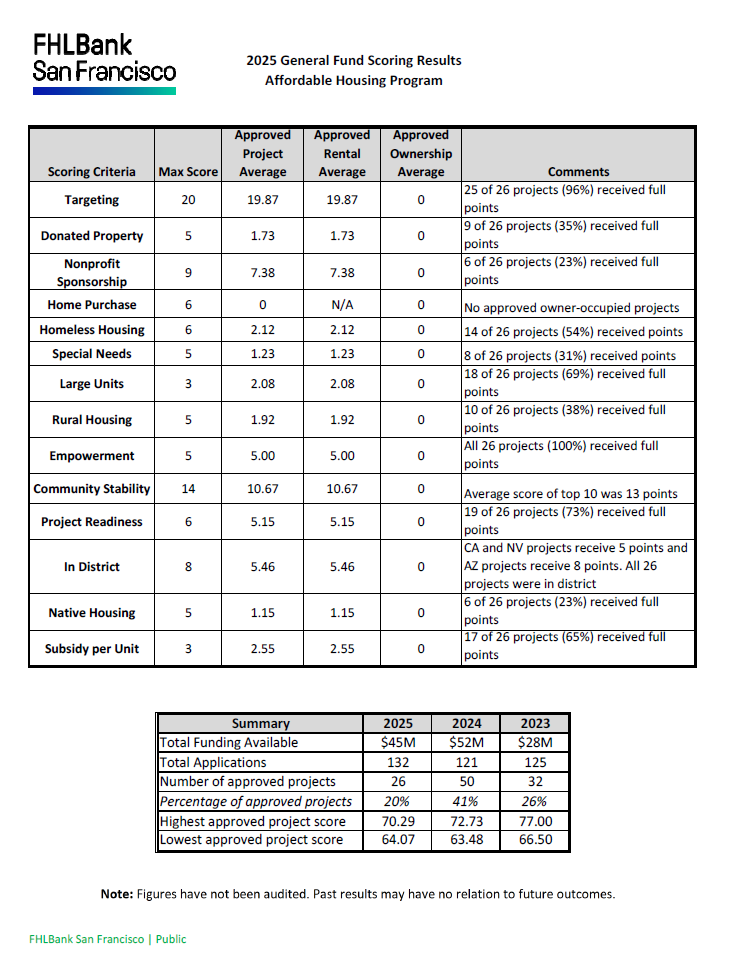 FHLBank
San Francisco
2025 General Fund Scoring Results
Affordable Housing Program
Scoring Criteria Max Score Approved Project Average Approved Rental Average Approved Ownership Average Comments
Targeting 20 19.87 19.87 0 25 of 26 projects (96%) received full points
Donated Property 5 1.73 1.73 0 9 of 26 projects (35%) received full points
Nonprofit Sponsorship 9 7.38 7.38 0 6 of 26 projects (23%) received full points
Home Purchase 6 0 N/A 0 No approved owner-occupied projects
Homeless Housing 6 2.12 2.12 0 14 of 26 projects (54%) received points
Special Needs 5 1.23 1.23 0 8 of 26 projects (31%) received points
Large Units 3 2.08 2.08 0 18 of 26 projects (69%) received full points
Rural Housing 5 1.92 1.92 0 10 of 26 projects (38%) received full points
Empowerment 5 5.00 5.00 0 All 26 projects (100%) received full points
Community Stability 14 10.67 10.67 0 Average score of top 10 was 13 points
Project Readiness 6 5.15 5.15 0 19 of 26 projects (73%) received full points
In District 8 5.46 5.46 0 CA and NV projects receive 5 points and AZ projects receive 8 points. All 26 projects were in district
Native Housing 5 1.15 1.15 0 6 of 26 projects (23%) received full points
Subsidy per Unit 3 2.55 2.55 0 17 of 26 projects (65%) received full points
Summary 2025 2024 2023
Total Funding Available $45M $52M $28M
Total Applications 132 121 125
Number of approved projects 26 50 32
Percentage of approved projects 20% 41% 26%
Highest approved project score 70.29 72.73 77.00
Lowest approved project score 64.07 63.48 66.50
Note: Figures have not been audited. Past results may have no relation to future outcomes.
FHLBank San Francisco | Public